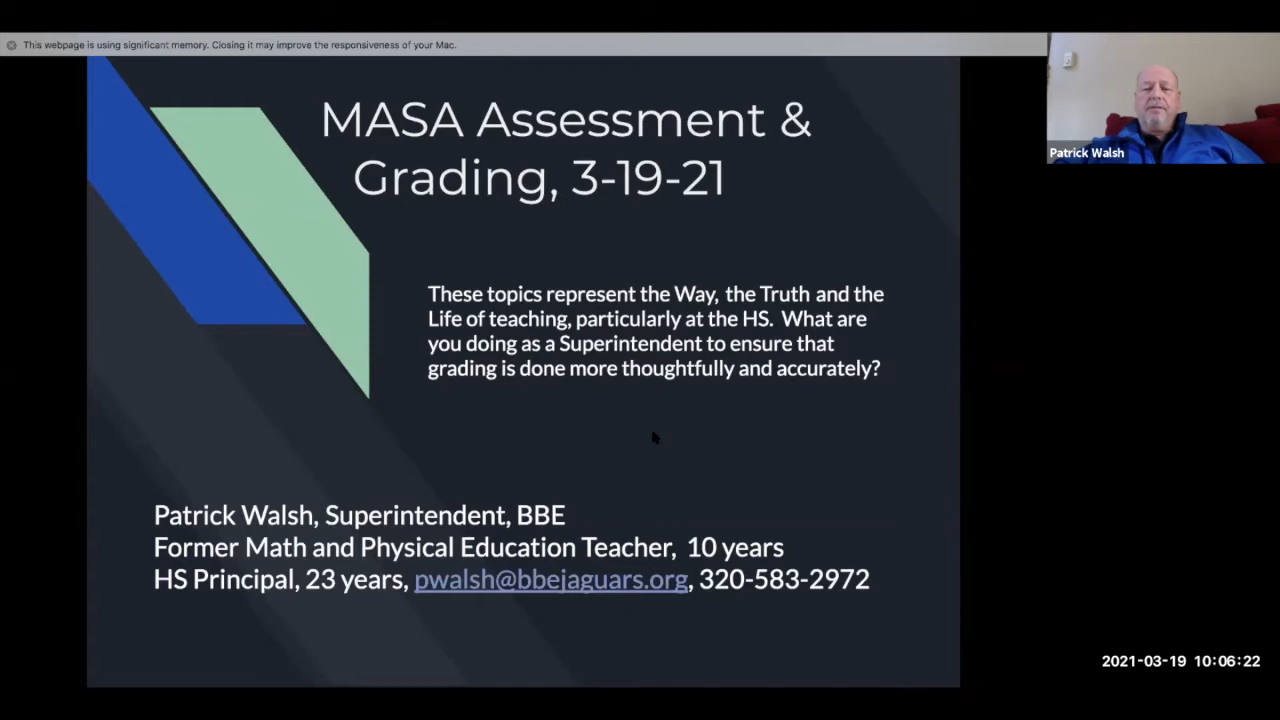 This webpage is using significant memory. Closing it may improve the responsiveness of your Mac.
MASA Assessment &
Grading, 3-19-21
Patrick Walsh
These topics represent the Way, the Truth and the
Life of teaching, particularly at the HS. What are
you doing as a Superintendent to ensure that
grading is done more thoughtfully and accurately?
Patrick Walsh, Superintendent, BBE
Former Math and Physical Education Teacher, 10 years
HS Principal, 23 years, pwalsh@bbejaguars.org, 320-583-2972
2021-03-19 10:06:22